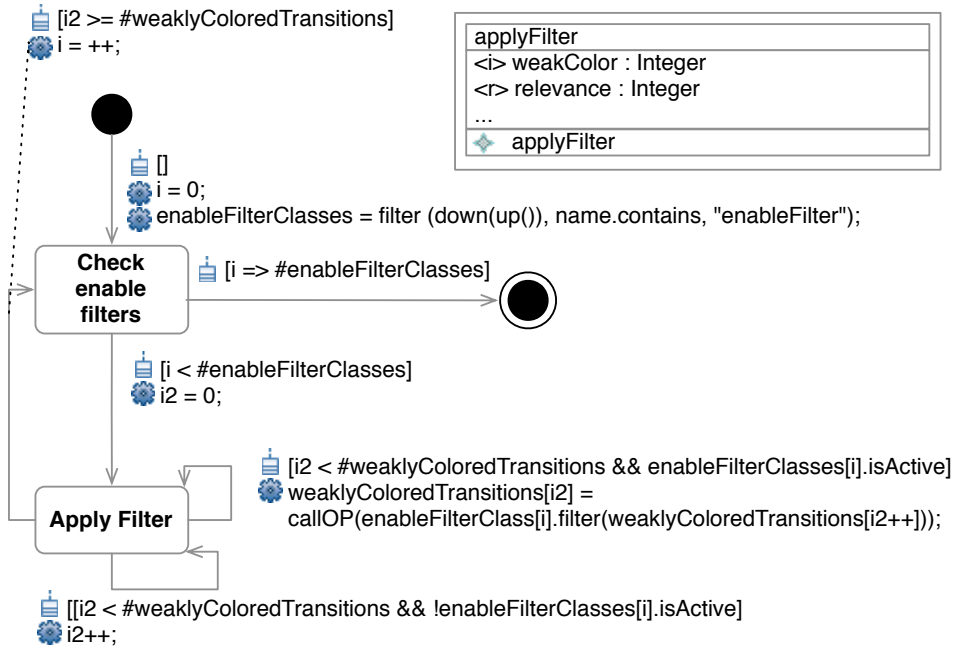 [i2 >= #weaklyColoredTransitions]
i = ++;
applyFilter
<i> weakColor : Integer
<r> relevance : Integer
...
applyFilter
[]
i = 0;
enableFilterClasses = filter (down(up()), name.contains, "enableFilter");
Check
enable
filters
[i => #enableFilterClasses]
[i < #enableFilterClasses]
i2 = 0;
Apply Filter
[i2 < #weaklyColoredTransitions && enableFilterClasses[i].isActive]
weaklyColoredTransitions[i2] =
callOP(enableFilterClass[i].filter(weaklyColoredTransitions[i2++]));
[[i2 < #weaklyColoredTransitions && !enableFilterClasses[i].isActive]
i2++;